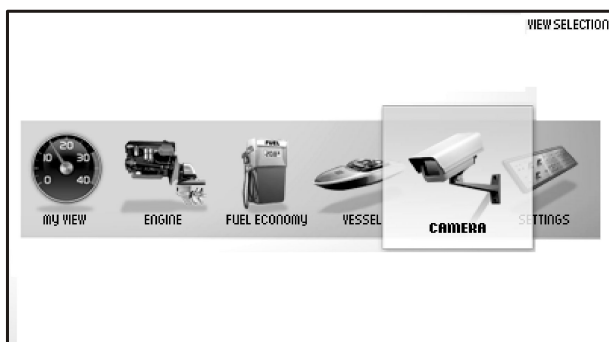 VIEW SELECTION
FUEL
10 20 30
0 40
MY VIEW ENGINE FUEL ECONOMY VESSEL CAMERA SETTINGS